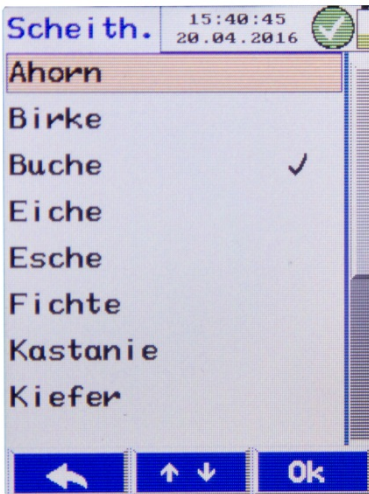 Scheith.
15:40:45
20.04.2016
Ahorn
Birke
Buche
Eiche
Esche
Fichte
Kastanie
Kiefer
Ok